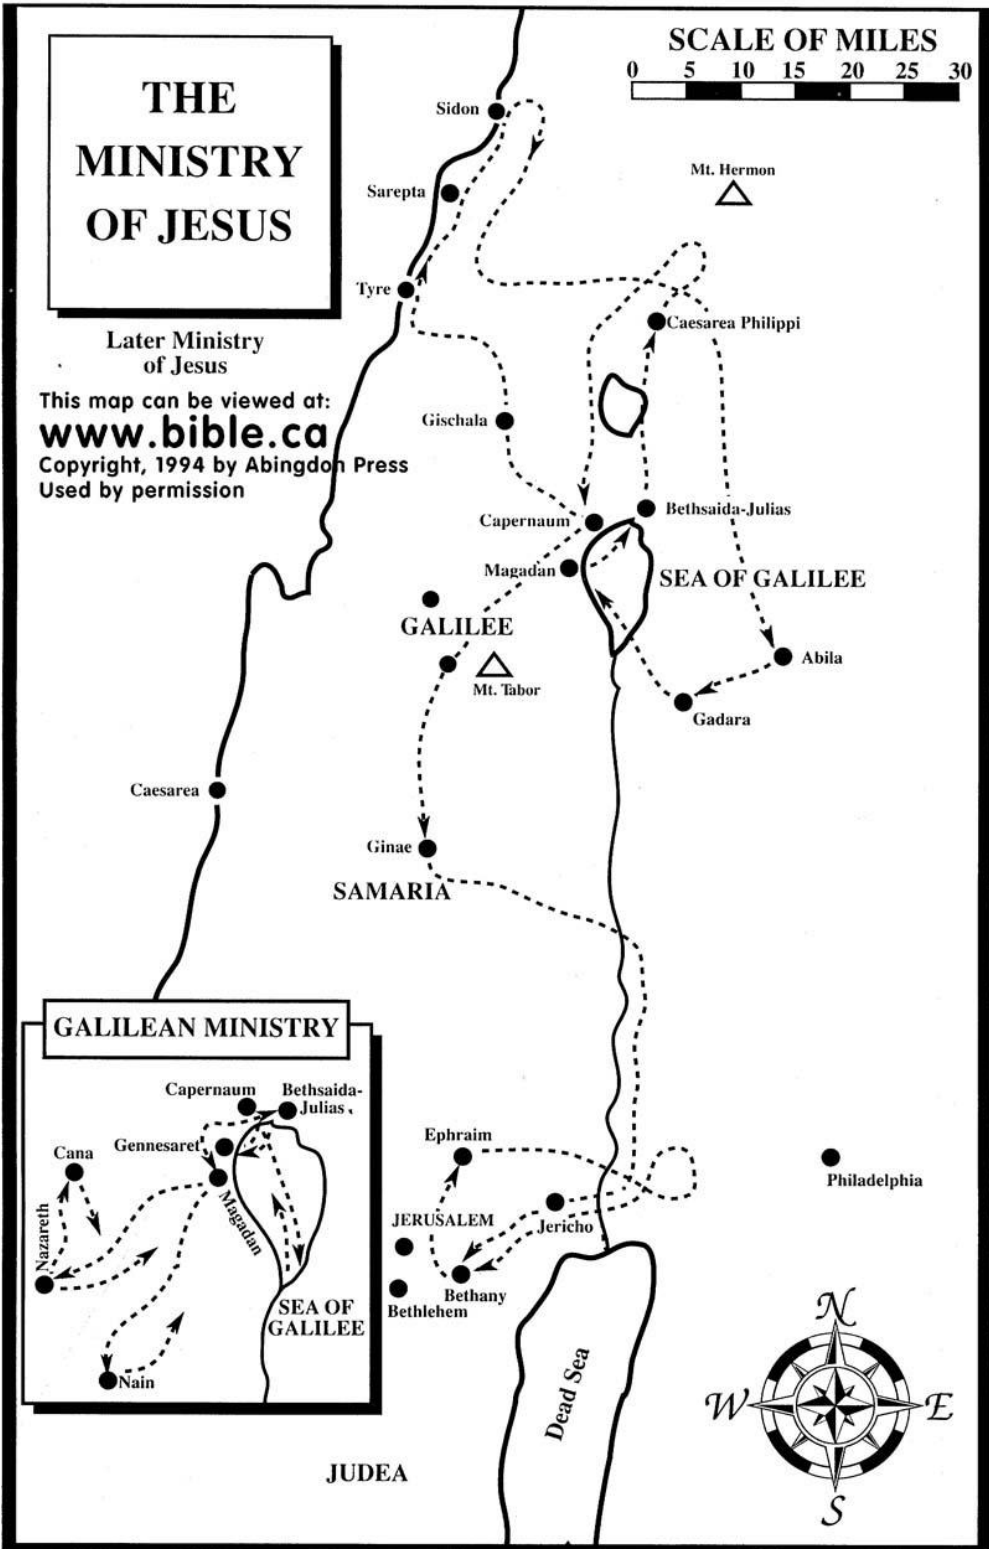 THE
MINISTRY
OF JESUS
Later Ministry
of Jesus
This map can be viewed at:
www.bible.ca
Copyright, 1994 by Abingdon Press
Used by permission
SCALE OF MILES
0 5 10 15 20 25 30
Sidon
Mt. Hermon
Sarepta
Tyre
Caesarea Philippi
Gischala
Capernaum
Bethsaida-Julias
Magadan
SEA OF GALILEE
GALILEE
Mt. Tabor
Abila
Gadara
Caesarea
Ginae
SAMARIA
Ephraim
Philadelphia
Jericho
JERUSALEM
Bethany
Bethlehem
Dead Sea
JUDEA
GALILEAN MINISTRY
Capernaum
Bethsaida-
Julias
Gennesaret
Cana
Magadan
Nazareth
SEA OF
GALILEE
Nain
N
W
E
S